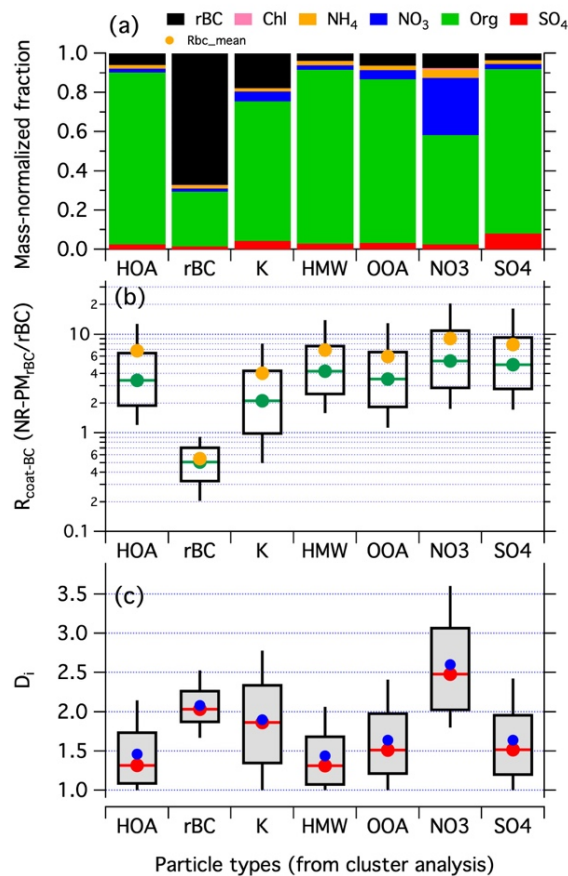 (a) rBC Chl NH4 NO3 Org SO4
Rbc_mean
Mass-normalized fraction
1.0
0.8
0.6
0.4
0.2
0.0
HOA rBC K HMW OOA NO3 SO4
(b)
Rcoat-BC (NR-PMrBC/rBC)
2
10
6
4
2
1
6
4
2
0.1
HOA rBC K HMW OOA NO3 SO4
(c)
Di
3.5
3.0
2.5
2.0
1.5
1.0
HOA rBC K HMW OOA NO3 SO4
Particle types (from cluster analysis)